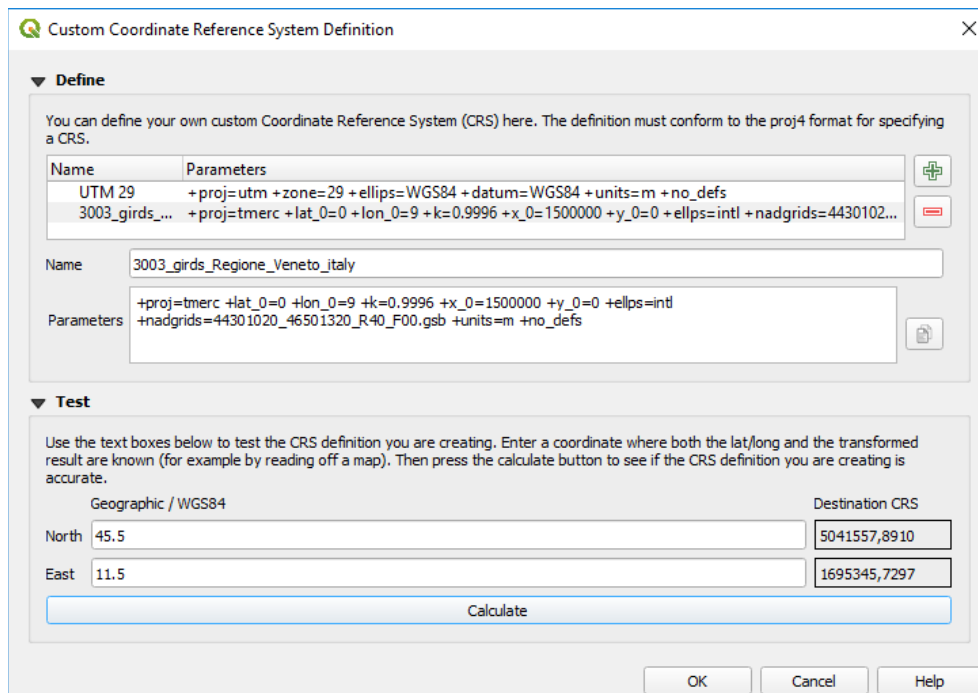 Custom Coordinate Reference System Definition
Define
You can define your own custom Coordinate Reference System (CRS) here. The definition must conform to the proj4 format for specifying
a CRS.
Name Parameters
UTM 29 +proj=utm +zone=29 +ellips=WGS84 +datum=WGS84 +units=m +no_defs
3003_girds_... +proj=tmerc +lat_0=0 +lon_0=9 +k=0.9996 +x_0=1500000 +y_0=0 +ellps=intl +nadgrids=4430102...
Name 3003_girds_Regione_Veneto_italy
+proj=tmerc +lat_0=0 +lon_0=9 +k=0.9996 +x_0=1500000 +y_0=0 +ellps=intl
Parameters +nadgrids=44301020_46501320_R40_F00.gsb +units=m +no_defs
Test
Use the text boxes below to test the CRS definition you are creating. Enter a coordinate where both the lat/long and the transformed
result are known (for example by reading off a map). Then press the calculate button to see if the CRS definition you are creating is
accurate.
Geographic / WGS84 Destination CRS
North 45.5 5041557,8910
East 11.5 1695345,7297
Calculate
OK Cancel Help